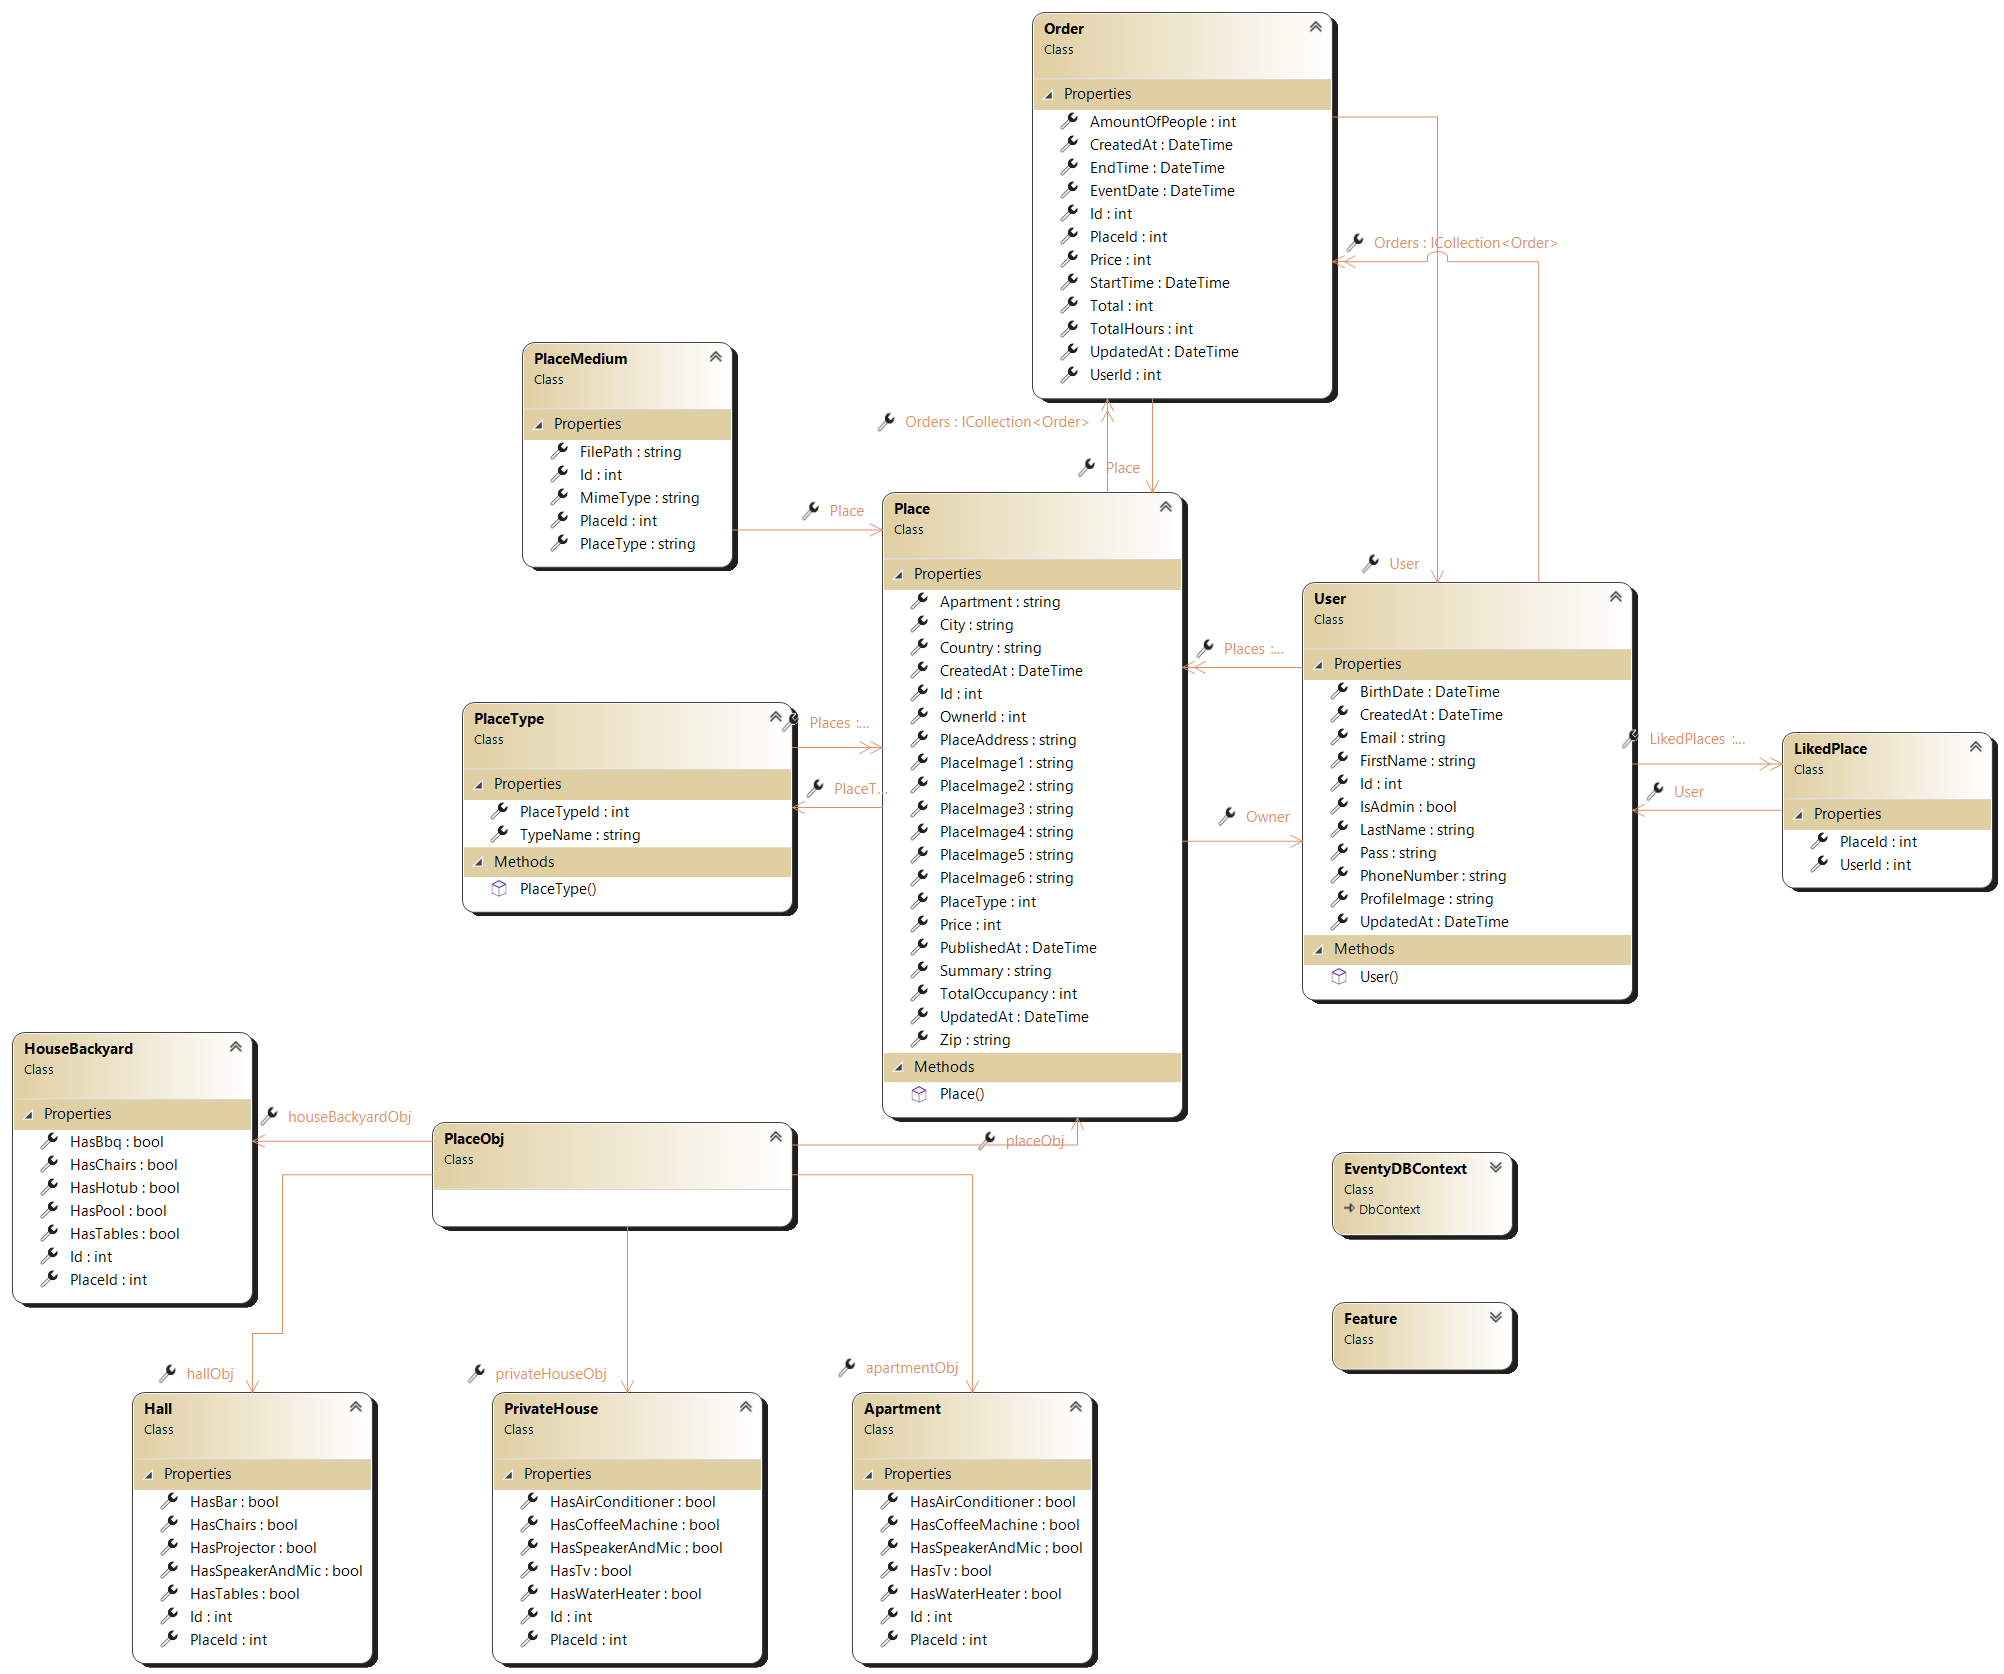 Order
Class
Properties
AmountOfPeople : int
CreatedAt : DateTime
EndTime : DateTime
EventDate : DateTime
Id : int
PlaceId : int
Price : int
StartTime : DateTime
Total : int
TotalHours : int
UpdatedAt : DateTime
UserId : int
Orders : ICollection<Order>
PlaceMedium
Class
Properties
FilePath : string
Id : int
MimeType : string
PlaceId : int
PlaceType : string
Orders : ICollection<Order>
Place
Place
Place
Class
Properties
Apartment : string
City : string
Country : string
CreatedAt : DateTime
Id : int
OwnerId : int
PlaceAddress : string
PlaceImage1 : string
PlaceImage2 : string
PlaceImage3 : string
PlaceImage4 : string
PlaceImage5 : string
PlaceImage6 : string
PlaceType : int
Price : int
PublishedAt : DateTime
Summary : string
TotalOccupancy : int
UpdatedAt : DateTime
Zip : string
Methods
Place()
User
User
Class
Properties
BirthDate : DateTime
CreatedAt : DateTime
Email : string
FirstName : string
Id : int
IsAdmin : bool
LastName : string
Pass : string
PhoneNumber : string
ProfileImage : string
UpdatedAt : DateTime
Methods
User()
Places :...
Owner
PlaceType
Class
Properties
PlaceTypeId : int
TypeName : string
Methods
PlaceType()
Places :...
PlaceT...
LikedPlaces :...
User
LikedPlace
Class
Properties
PlaceId : int
UserId : int
HouseBackyard
Class
Properties
HasBbq : bool
HasChairs : bool
HasHotub : bool
HasPool : bool
HasTables : bool
Id : int
PlaceId : int
houseBackyardObj
PlaceObj
Class
placeObj
EventyDBContext
Class
DbContext
Feature
Class
hallObj
privateHouseObj
apartmentObj
Hall
Class
Properties
HasBar : bool
HasChairs : bool
HasProjector : bool
HasSpeakerAndMic : bool
HasTables : bool
Id : int
PlaceId : int
PrivateHouse
Class
Properties
HasAirConditioner : bool
HasCoffeeMachine : bool
HasSpeakerAndMic : bool
HasTv : bool
HasWaterHeater : bool
Id : int
PlaceId : int
Apartment
Class
Properties
HasAirConditioner : bool
HasCoffeeMachine : bool
HasSpeakerAndMic : bool
HasTv : bool
HasWaterHeater : bool
Id : int
PlaceId : int